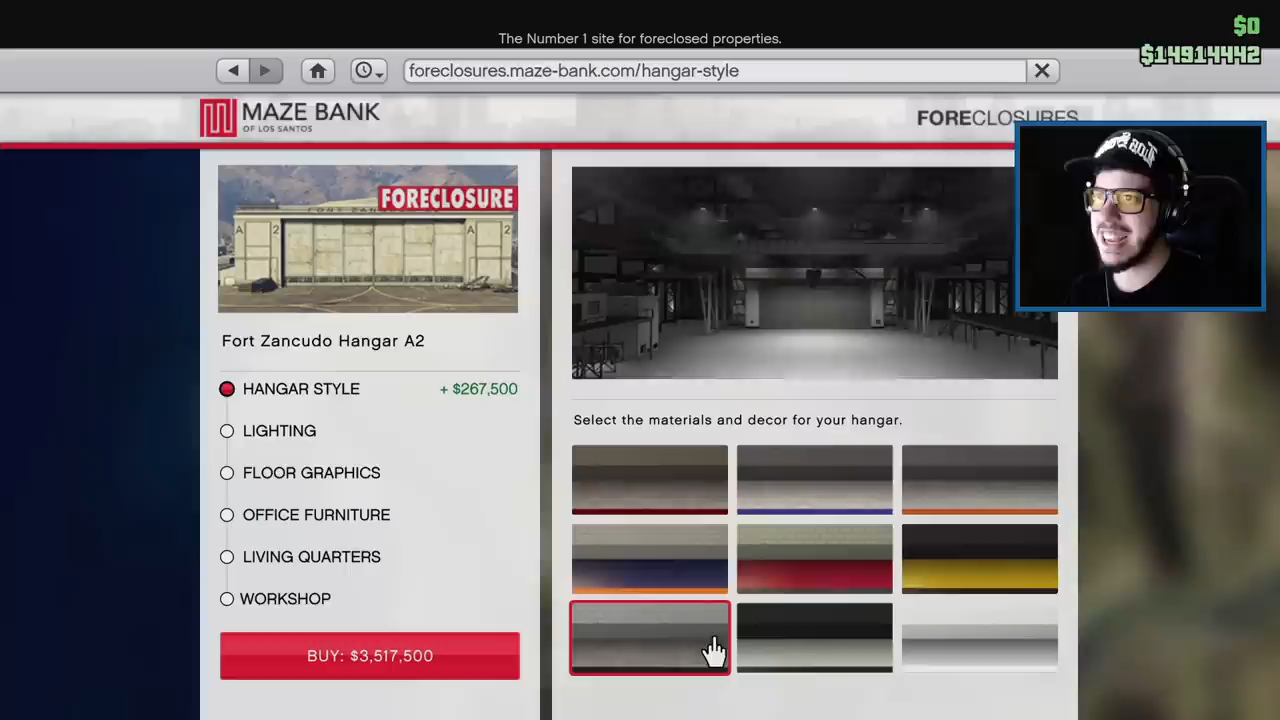 $0
$14914442
The Number 1 site for foreclosed properties.
foreclosures.maze-bank.com/hangar-style
MAZE BANK
OF LOS SANTOS
FORECLOSURES
FORECLOSURE
A 2
A 2
Fort Zancudo Hangar A2
HANGAR STYLE + $267,500
LIGHTING
FLOOR GRAPHICS
OFFICE FURNITURE
LIVING QUARTERS
WORKSHOP
BUY: $3,517,500
Select the materials and decor for your hangar.